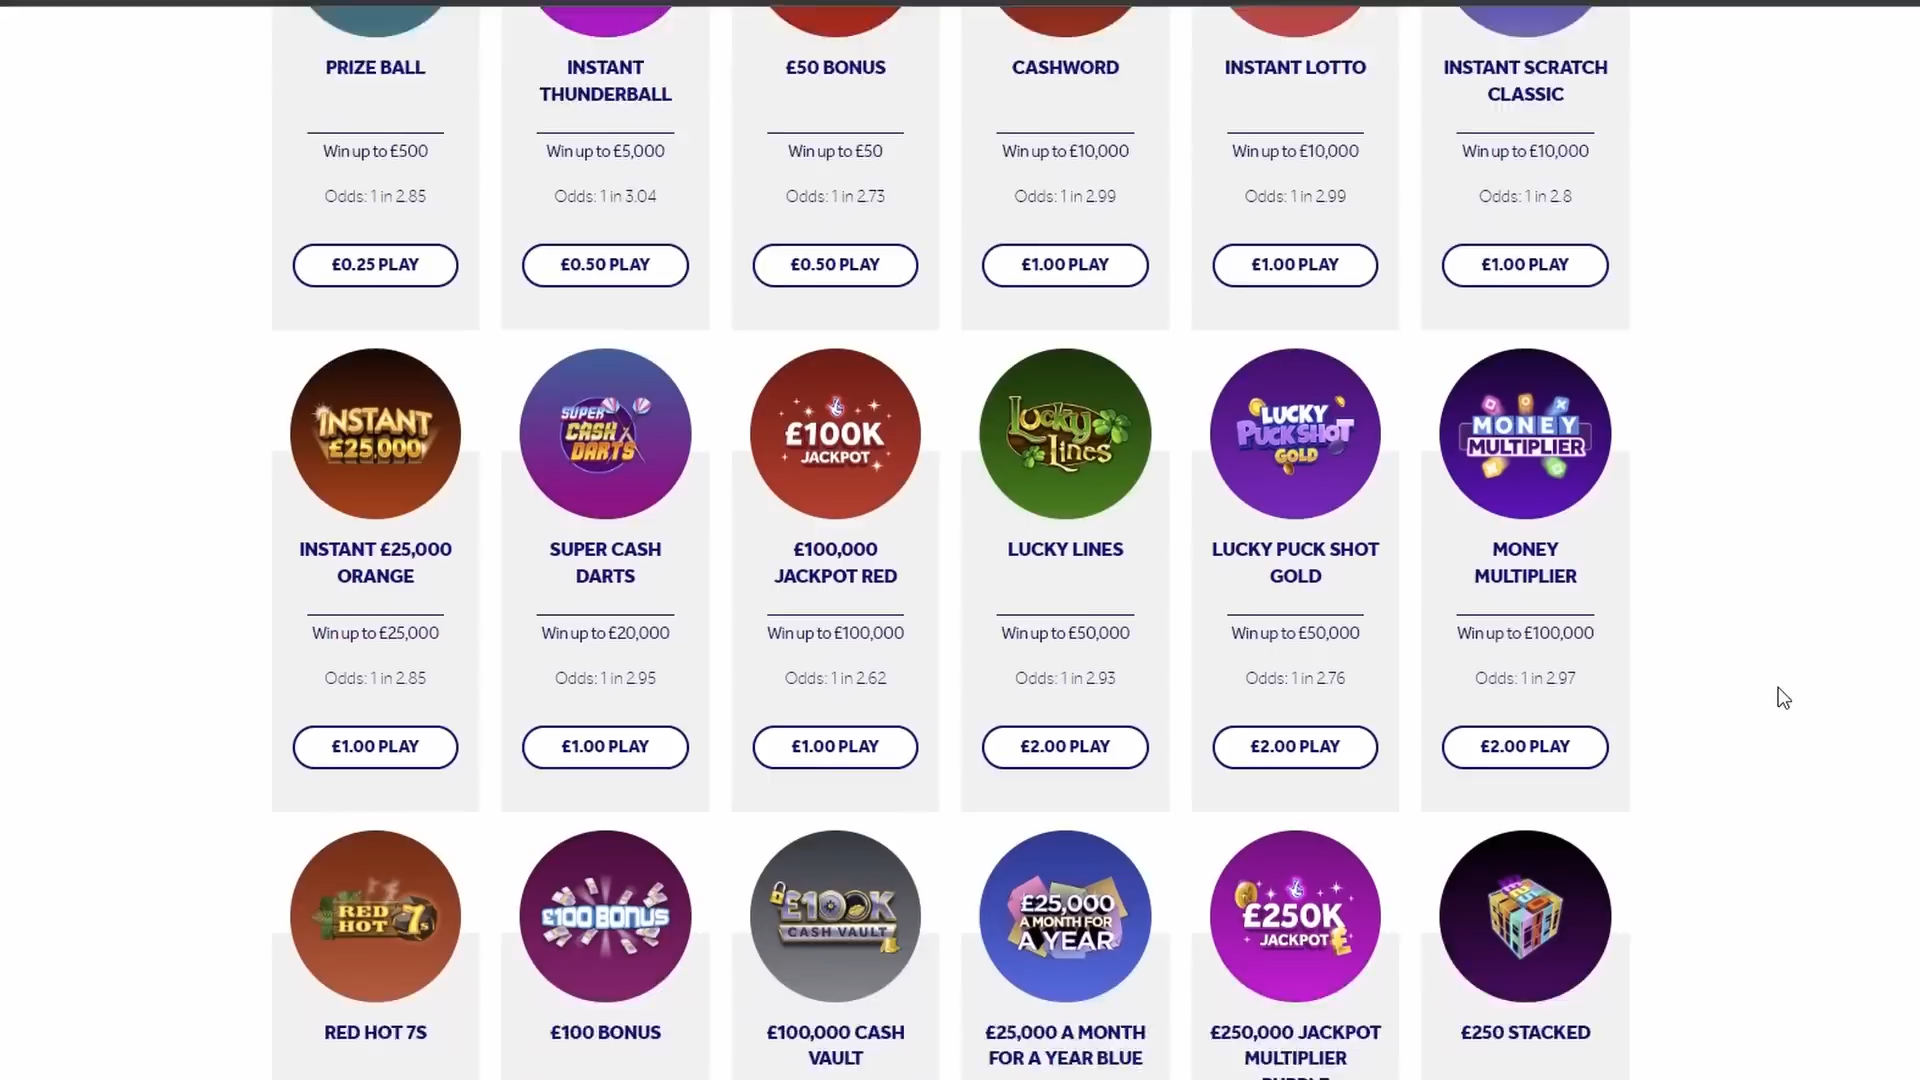 PRIZE BALL
Win up to £500
Odds: 1 in 2.85
£0.25 PLAY
INSTANT
THUNDERBALL
Win up to £5,000
Odds: 1 in 3.04
£0.50 PLAY
£50 BONUS
Win up to £50
Odds: 1 in 2.73
£0.50 PLAY
CASHWORD
Win up to £10,000
Odds: 1 in 2.99
£1.00 PLAY
INSTANT LOTTO
Win up to £10,000
Odds: 1 in 2.99
£1.00 PLAY
INSTANT SCRATCH
CLASSIC
Win up to £10,000
Odds: 1 in 2.8
£1.00 PLAY
INSTANT
£25,000
INSTANT £25,000
ORANGE
Win up to £25,000
Odds: 1 in 2.85
£1.00 PLAY
SUPER
CASH
DARTS
SUPER CASH
DARTS
Win up to £20,000
Odds: 1 in 2.95
£1.00 PLAY
£100K
JACKPOT
£100,000
JACKPOT RED
Win up to £100,000
Odds: 1 in 2.62
£1.00 PLAY
Lucky
Lines
LUCKY LINES
Win up to £50,000
Odds: 1 in 2.93
£2.00 PLAY
LUCKY
PUCK SHOT
GOLD
LUCKY PUCK SHOT
GOLD
Win up to £50,000
Odds: 1 in 2.76
£2.00 PLAY
MONEY
MULTIPLIER
MONEY
MULTIPLIER
Win up to £100,000
Odds: 1 in 2.97
£2.00 PLAY
RED
HOT 7s
RED HOT 7S
£100 BONUS
£100 BONUS
£100K
CASH VAULT
£100,000 CASH
VAULT
£25,000
A MONTH FOR
A YEAR
£25,000 A MONTH
FOR A YEAR BLUE
£250K
JACKPOT
£250,000 JACKPOT
MULTIPLIER
PURPLE
£250 STACKED